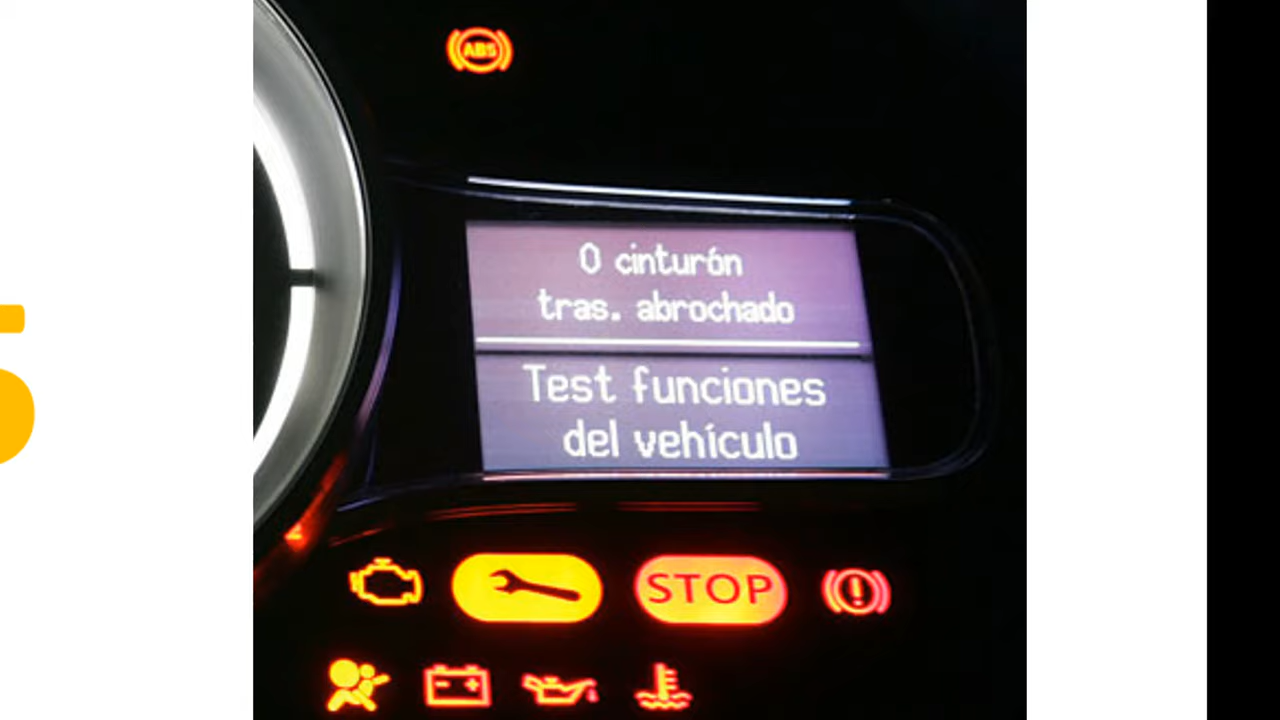 ABS
0 cinturón
tras. abrochado
Test funciones
del vehículo
STOP